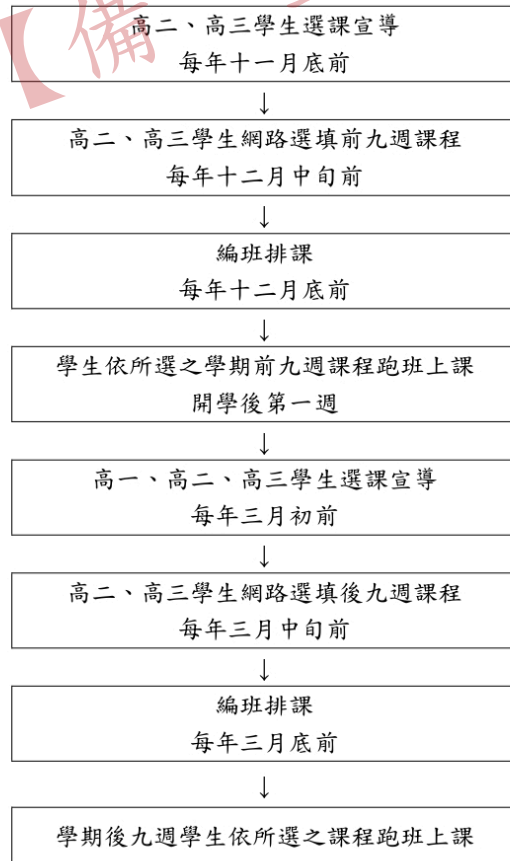 【備
高二、高三學生選課宣導
每年十一月底前
↓
高二、高三學生網路選填前九週課程
每年十二月中旬前
↓
編班排課
每年十二月底前
↓
學生依所選之學期前九週課程跑班上課
開學後第一週
↓
高一、高二、高三學生選課宣導
每年三月初前
↓
高二、高三學生網路選填後九週課程
每年三月中旬前
↓
編班排課
每年三月底前
↓
學期後九週學生依所選之課程跑班上課